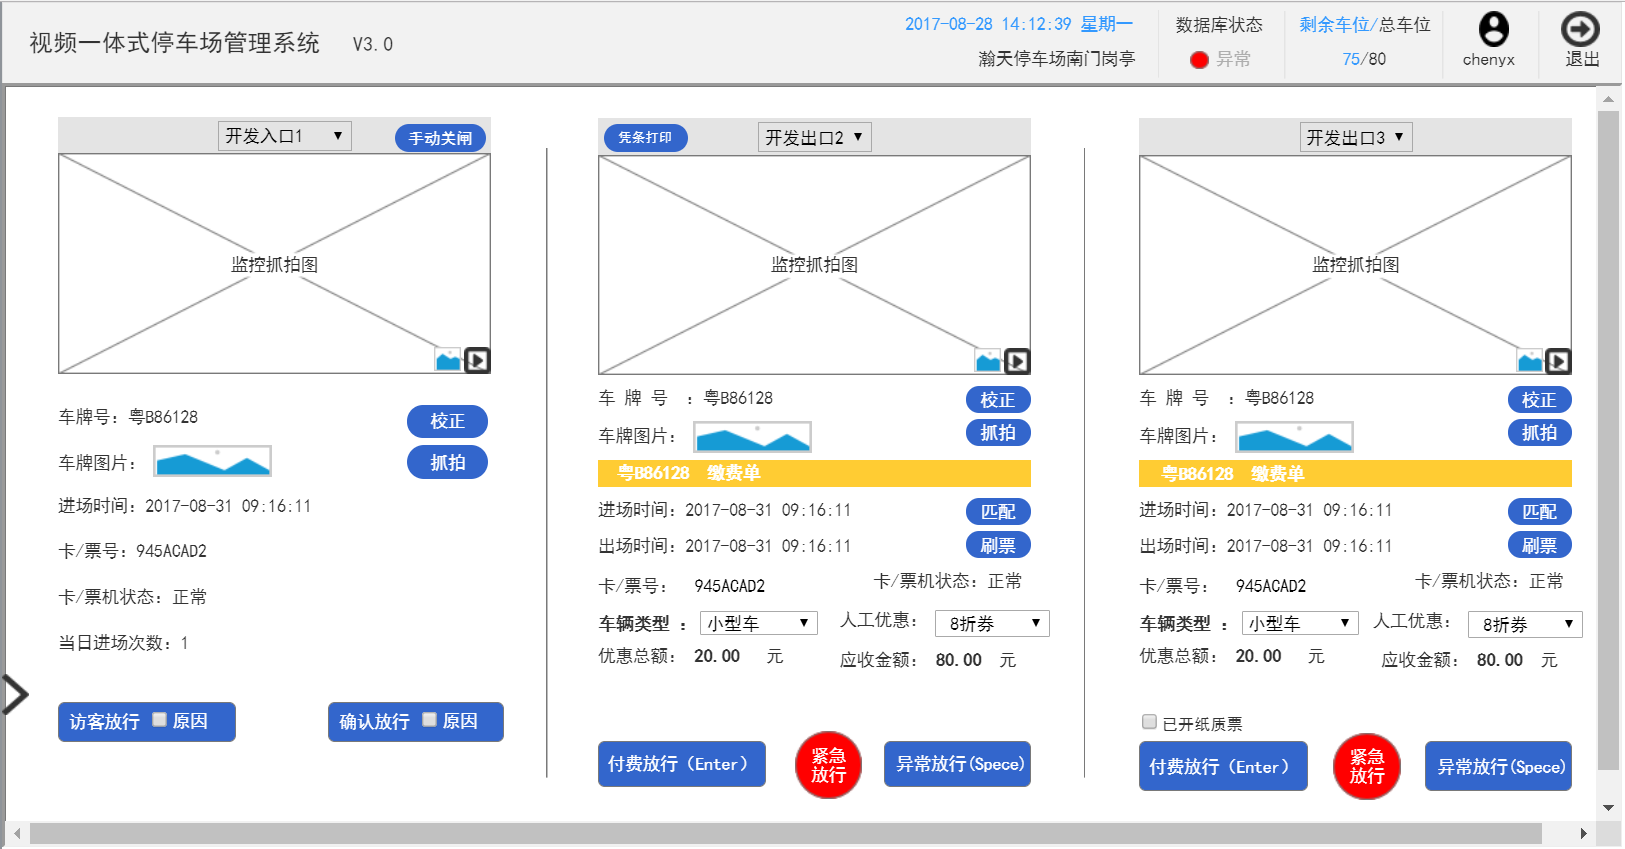 视频一体式停车场管理系统 V3.0
2017-08-28 14:12:39 星期一
瀚天停车场南门岗亭
数据库状态
异常
剩余车位/总车位
75/80
chenyx
退出
开发入口1
手动关闸
监控抓拍图
车牌号：粤B86128
校正
车牌图片：
抓拍
进场时间：2017-08-31 09:16:11
卡/票号：945ACAD2
卡/票机状态：正常
当日进场次数：1
访客放行 原因
确认放行 原因
凭条打印
开发出口2
监控抓拍图
车 牌 号 ：粤B86128
校正
车牌图片：
抓拍
粤B86128 缴费单
进场时间：2017-08-31 09:16:11
匹配
出场时间：2017-08-31 09:16:11
刷票
卡/票号： 945ACAD2
卡/票机状态：正常
车辆类型 ： 小型车
人工优惠： 8折券
优惠总额： 20.00 元
应收金额： 80.00 元
付费放行（Enter）
紧急
放行
异常放行(Spece)
开发出口3
监控抓拍图
车 牌 号 ：粤B86128
校正
车牌图片：
抓拍
粤B86128 缴费单
进场时间：2017-08-31 09:16:11
匹配
出场时间：2017-08-31 09:16:11
刷票
卡/票号： 945ACAD2
卡/票机状态：正常
车辆类型 ： 小型车
人工优惠： 8折券
优惠总额： 20.00 元
应收金额： 80.00 元
已开纸质票
付费放行（Enter）
紧急
放行
异常放行(Spece)